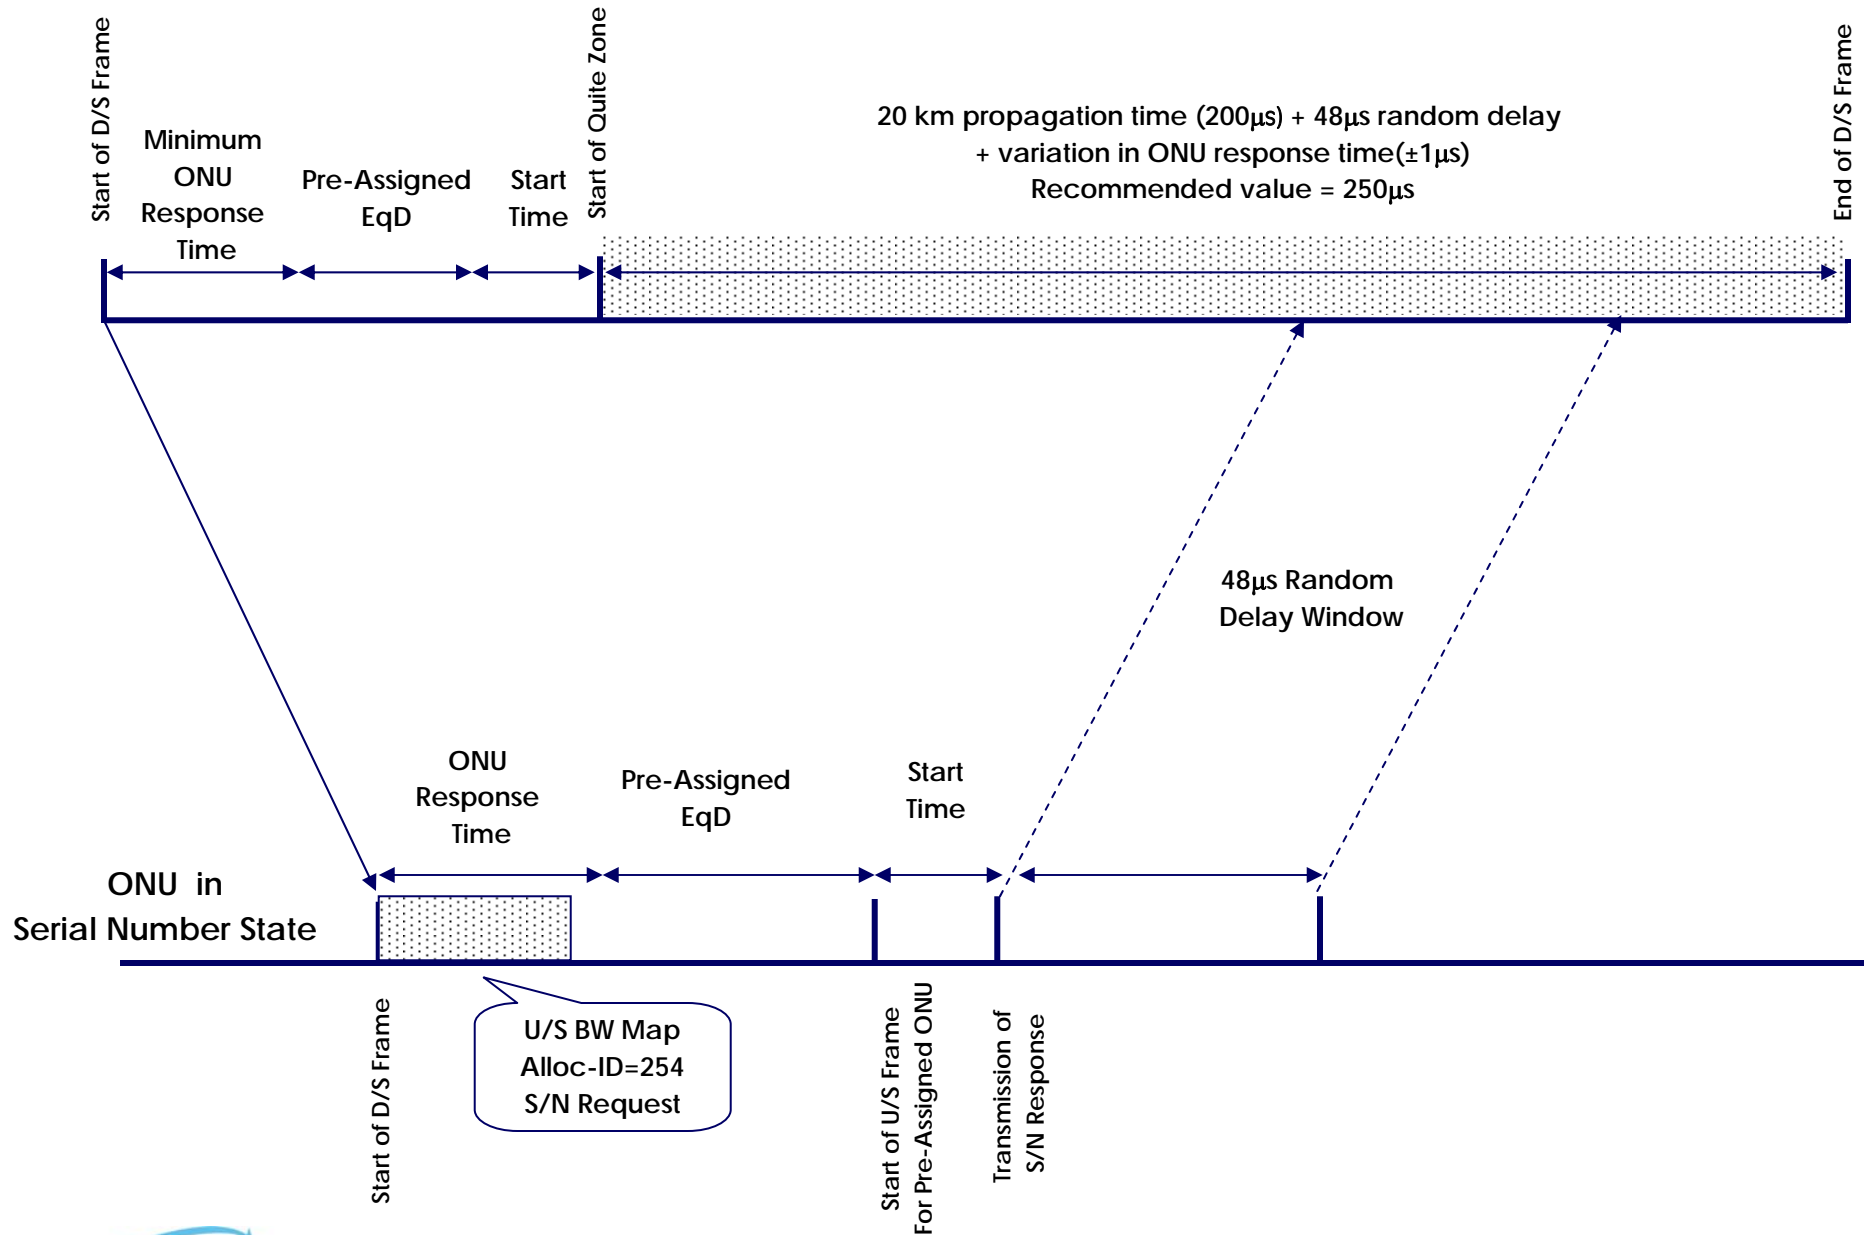 Start of D/S Frame
Minimum
ONU
Response
Time
Pre-Assigned
EqD
Start
Time
Start of Quite Zone
20 km propagation time (200μs) + 48μs random delay
+ variation in ONU response time(±1μs)
Recommended value = 250μs
End of D/S Frame
48μs Random
Delay Window
ONU
Response
Time
Pre-Assigned
EqD
Start
Time
ONU in
Serial Number State
Start of D/S Frame
U/S BW Map
Alloc-ID=254
S/N Request
Start of U/S Frame
For Pre-Assigned ONU
Transmission of
S/N Response